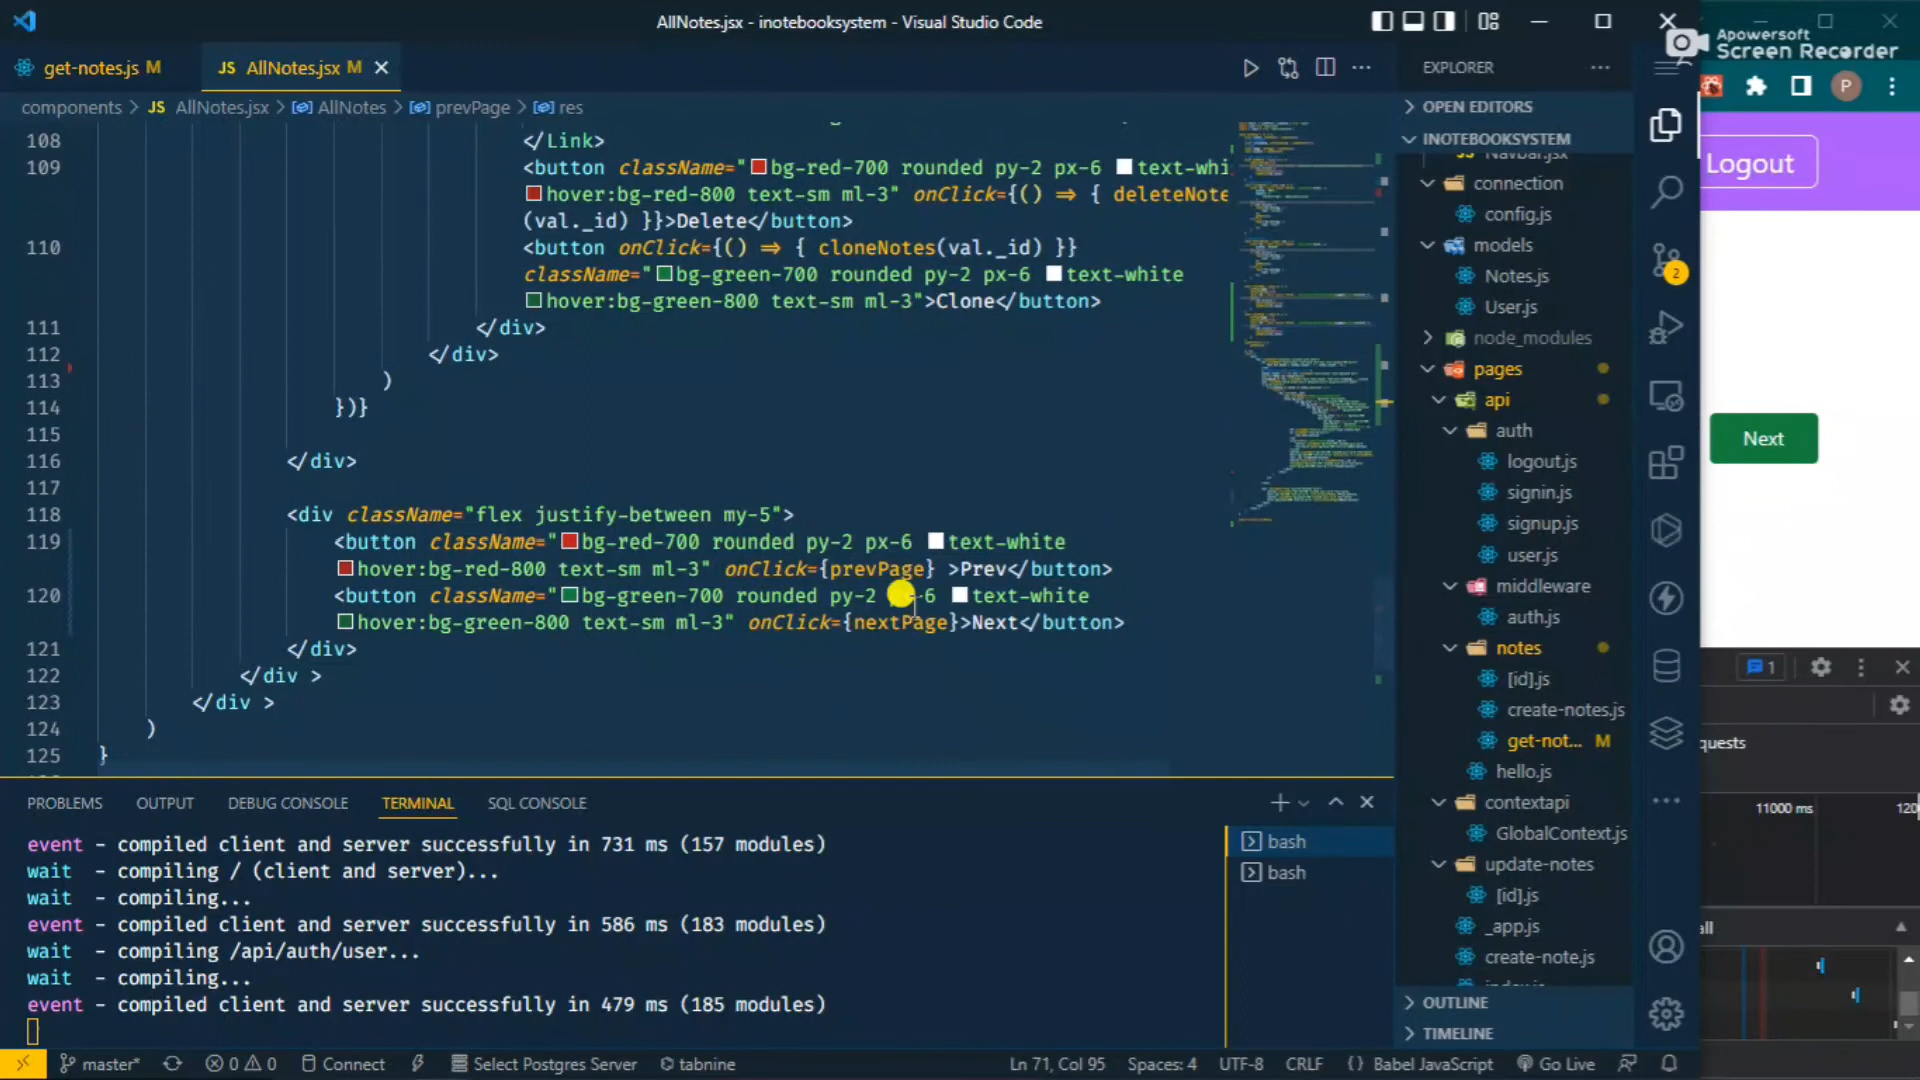 AllNotes.jsx - inotebooksystem - Visual Studio Code
Apowersoft
Screen Recorder
get-notes.js M
JS AllNotes.jsx M
EXPLORER
components > JS AllNotes.jsx > AllNotes > prevPage > res
OPEN EDITORS
INOTEBOOKSYSTEM
P
Logout
108 </Link>
109 <button className="bg-red-700 rounded py-2 px-6 text-whi
hover:bg-red-800 text-sm ml-3" onClick={() => { deleteNote
(val._id) }}>Delete</button>
110 <button onClick={() => { cloneNotes(val._id) }}
className="bg-green-700 rounded py-2 px-6 text-white
hover:bg-green-800 text-sm ml-3">Clone</button>
111 </div>
112 </div>
113 )
114 })}
115
116 </div>
117
118 <div className="flex justify-between my-5">
119 <button className="bg-red-700 rounded py-2 px-6 text-white
hover:bg-red-800 text-sm ml-3" onClick={prevPage} >Prev</button>
120 <button className="bg-green-700 rounded py-2 px-6 text-white
hover:bg-green-800 text-sm ml-3" onClick={nextPage}>Next</button>
121 </div>
122 </div >
123 </div >
124 )
125 }
Navbar.jsx
connection
config.js
models
Notes.js
User.js
node_modules
pages
api
auth
logout.js
signin.js
signup.js
user.js
middleware
auth.js
notes
[id].js
create-notes.js
get-not... M
hello.js
contextapi
GlobalContext.js
update-notes
[id].js
_app.js
create-note.js
index.js
OUTLINE
TIMELINE
2
Next
1
quests
11000 ms
120
all
PROBLEMS OUTPUT DEBUG CONSOLE TERMINAL SQL CONSOLE
event - compiled client and server successfully in 731 ms (157 modules)
wait - compiling / (client and server)...
wait - compiling...
event - compiled client and server successfully in 586 ms (183 modules)
wait - compiling /api/auth/user...
wait - compiling...
event - compiled client and server successfully in 479 ms (185 modules)
bash
bash
master* 0 0 Connect Select Postgres Server tabnine Ln 71, Col 95 Spaces: 4 UTF-8 CRLF {} Babel JavaScript Go Live